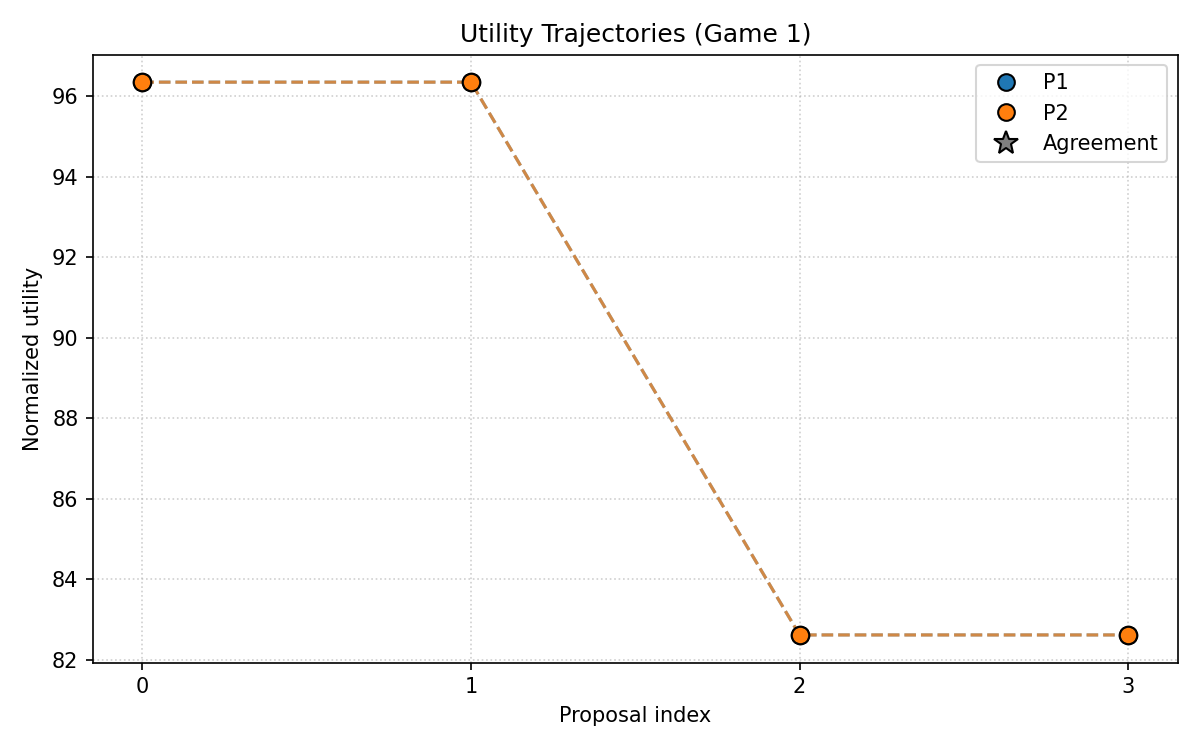 Utility Trajectories (Game 1)
P1
P2
Agreement
Normalized utility
96
94
92
90
88
86
84
82
0 1 2 3
Proposal index